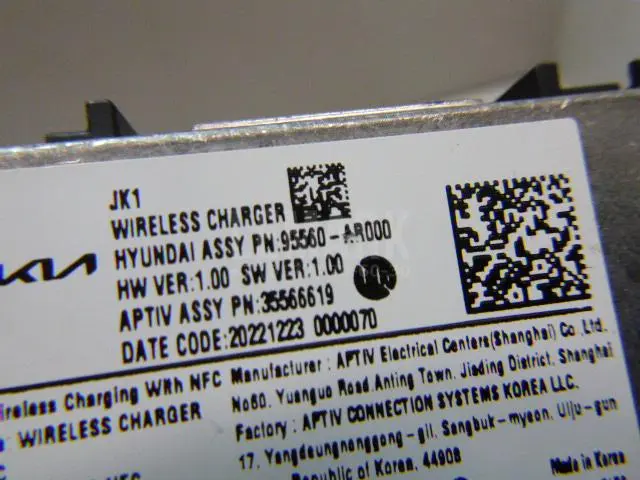 JK1
WIRELESS CHARGER
HYUNDAI ASSY PN:95560-AR000
KIA
HW VER:1.00 SW VER:1.00
APTIV ASSY PN:35566619
DATE CODE:20221223 0000070
Wireless Charging With NFC
: WIRELESS CHARGER
Manufacturer : APTIV Electrical Centers(Shanghai) Co.,Ltd.
No60. Yuanguo Road.Anting Town. Jiading District. Shanghai
Factory : APTIV CONNECTION SYSTEMS KOREA LLC.
17, Yangdeungnonggong-gil, Sangbuk-myeon, Ulju-gun
Republic of Korea, 44908
Made in Korea